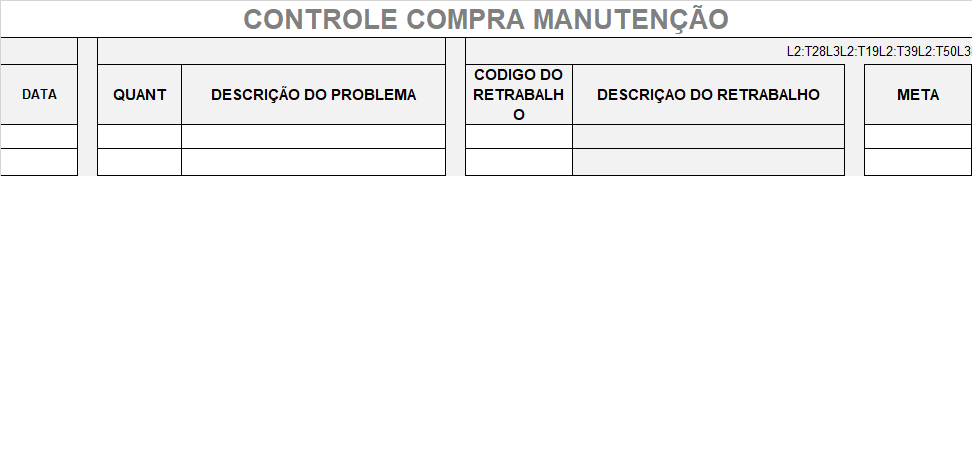 CONTROLE COMPRA MANUTENÇÃO
L2:T28L3L2:T19L2:T39L2:T50L3
DATA
QUANT
DESCRIÇÃO DO PROBLEMA
CODIGO DO
RETRABALH
O
DESCRIÇAO DO RETRABALHO
META